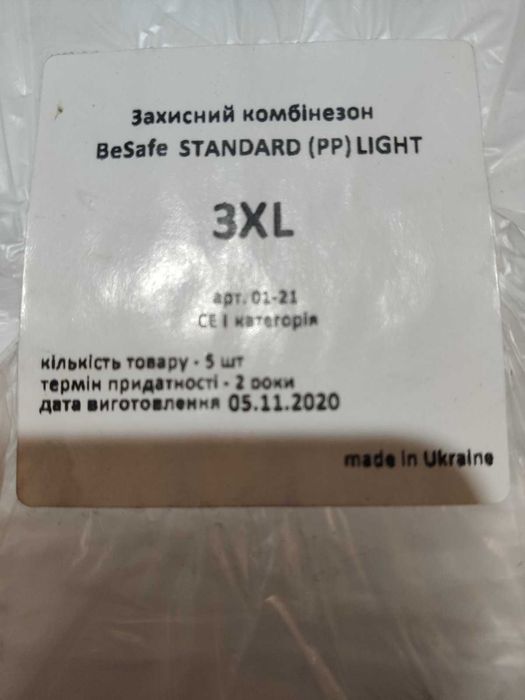 Захисний комбінезон
BeSafe STANDARD (PP) LIGHT
3XL
арт. 01-21
CE I категорія
кількість товару - 5 шт
термін придатності - 2 роки
дата виготовлення 05.11.2020
made in Ukraine